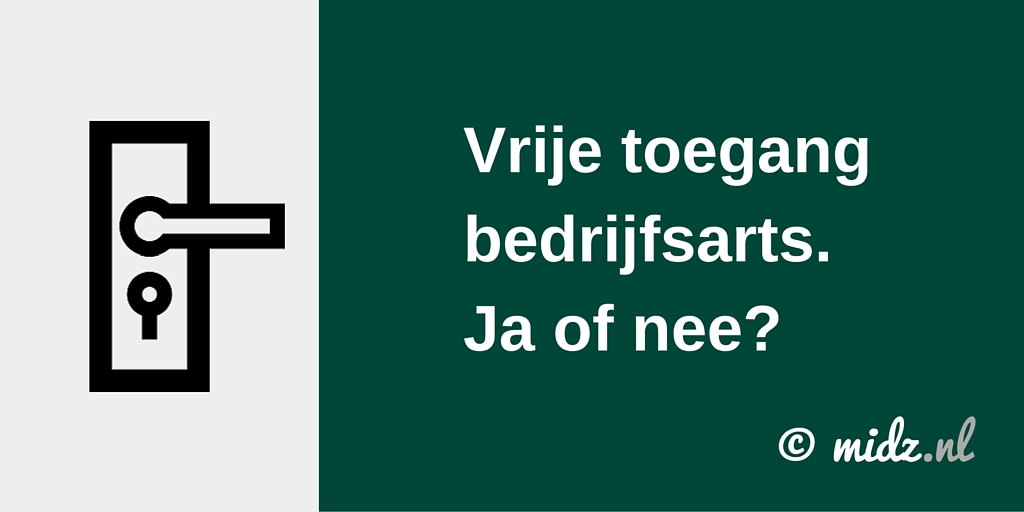 Vrije toegang
bedrijfsarts.
Ja of nee?
© midz.nl